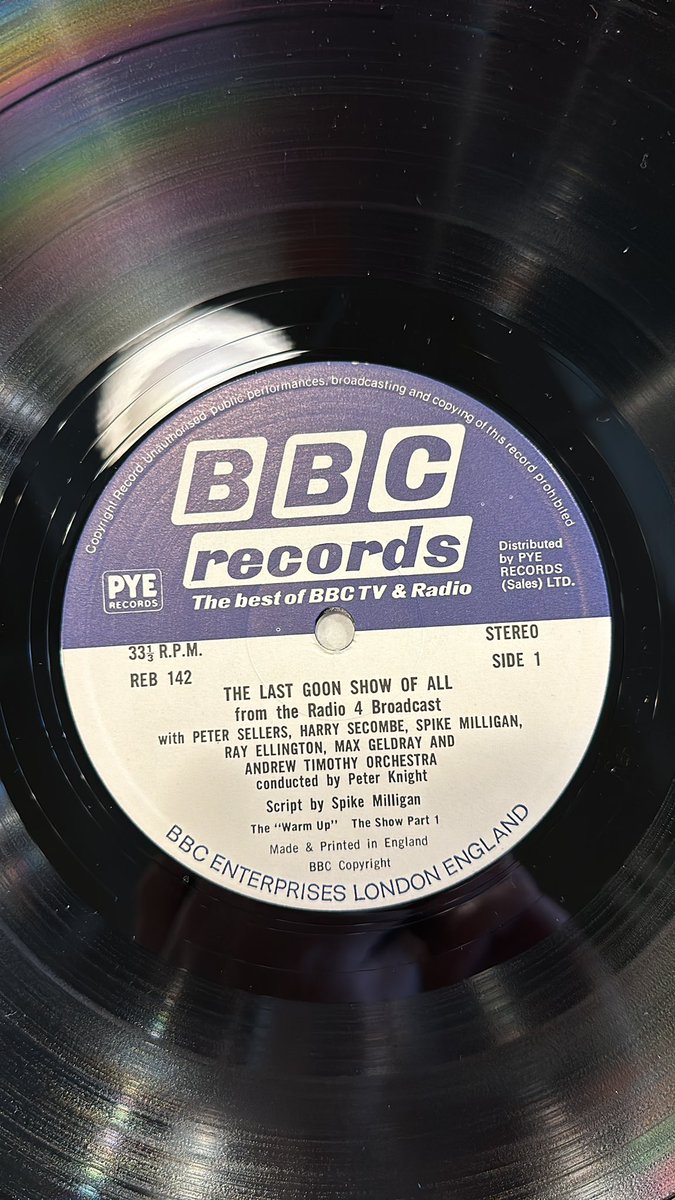 Copyright Record. Unauthorised public performances, broadcasting and copying of this record prohibited
BBC
records
The best of BBC TV & Radio
PYE
RECORDS
Distributed
by PYE
RECORDS
(Sales) LTD.
33⅓ R.P.M.
REB 142
STEREO
SIDE 1
THE LAST GOON SHOW OF ALL
from the Radio 4 Broadcast
with PETER SELLERS, HARRY SECOMBE, SPIKE MILLIGAN,
RAY ELLINGTON, MAX GELDRAY AND
ANDREW TIMOTHY ORCHESTRA
conducted by Peter Knight
Script by Spike Milligan
The "Warm Up" The Show Part 1
Made & Printed in England
BBC Copyright
BBC ENTERPRISES LONDON ENGLAND